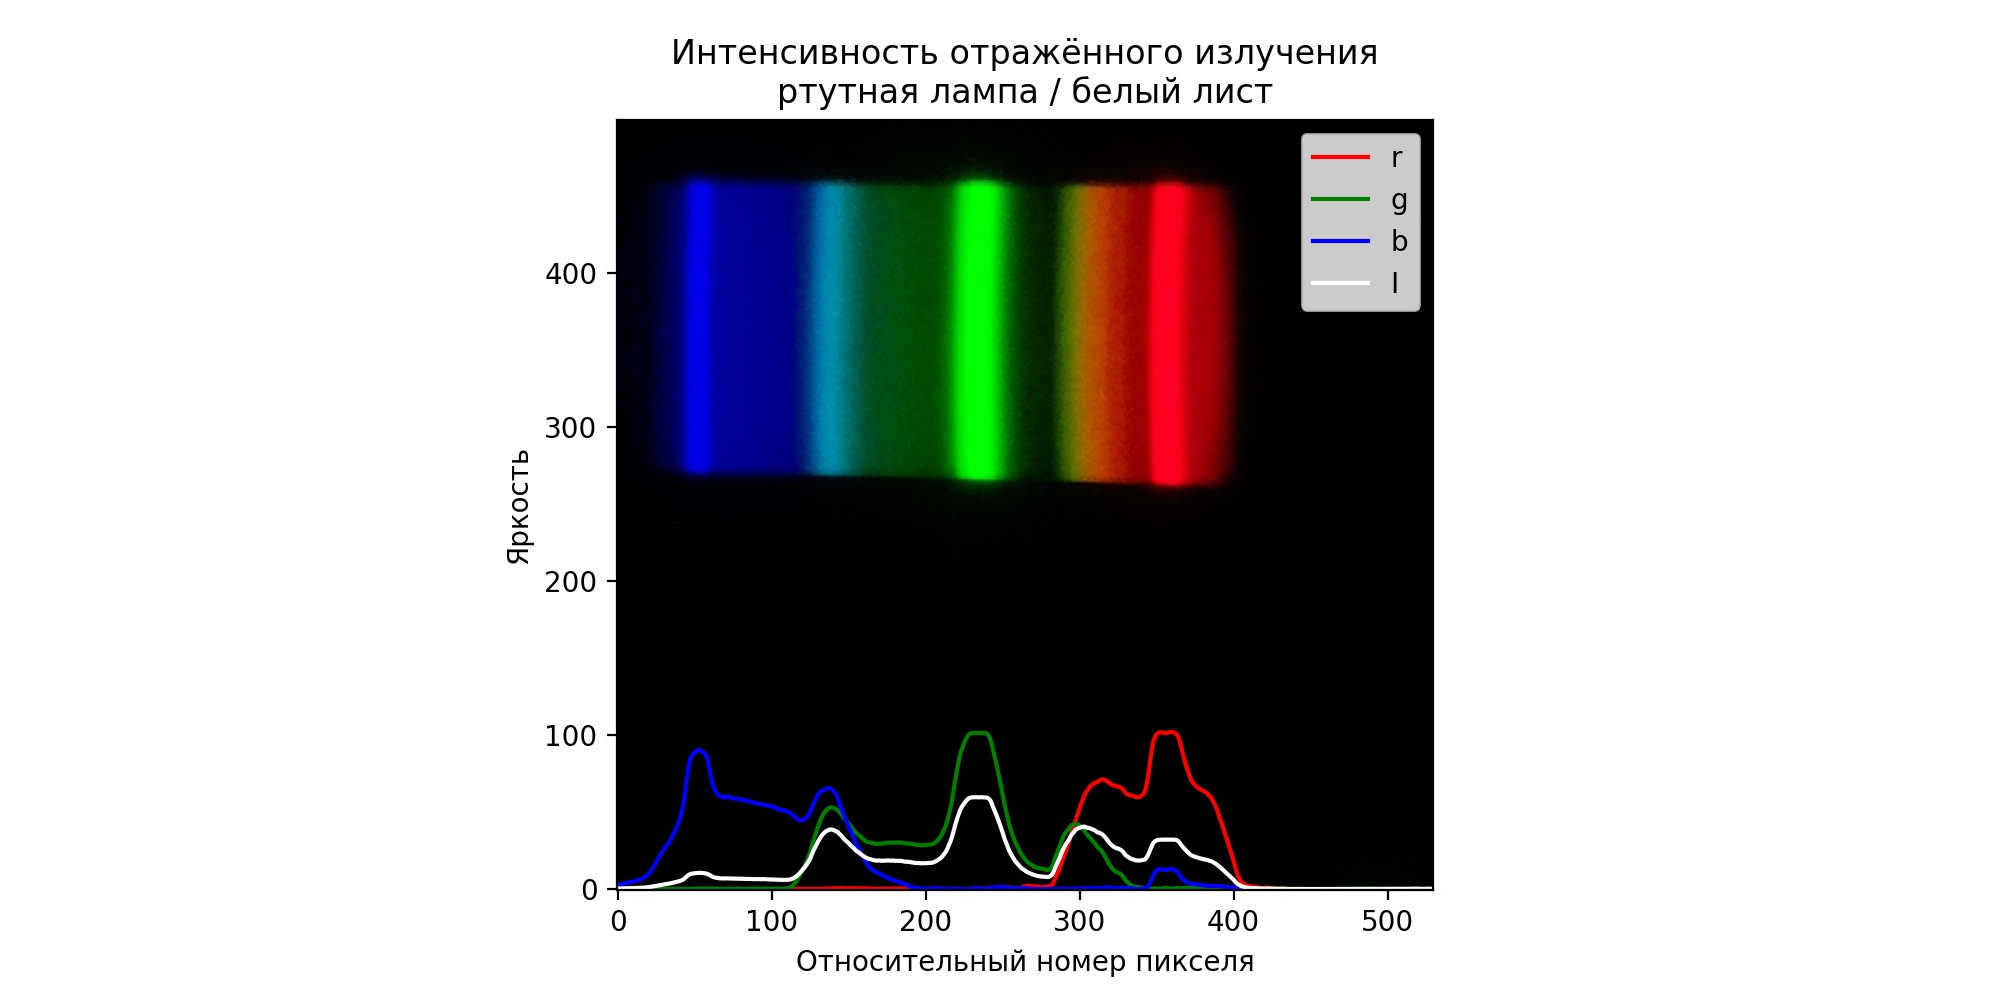 Интенсивность отражённого излучения
ртутная лампа / белый лист
r
g
b
l
Яркость
400
300
200
100
0
0 100 200 300 400 500
Относительный номер пикселя